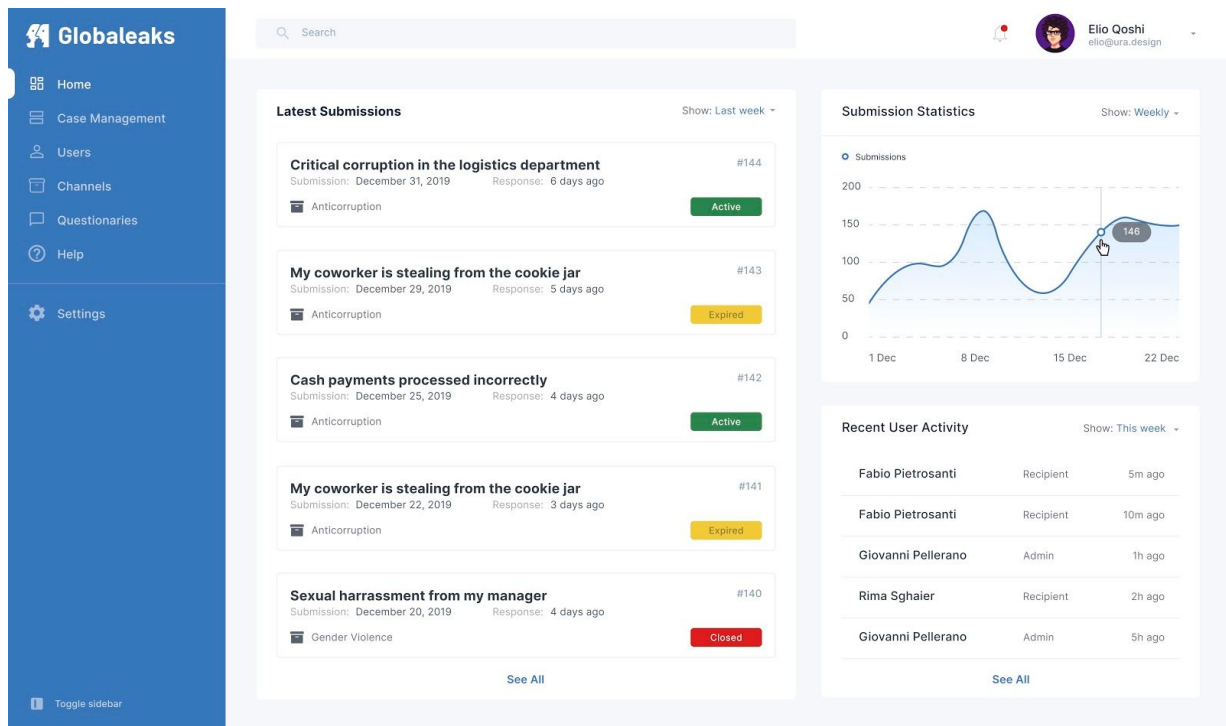 Globaleaks
Home
Case Management
Users
Channels
Questionaries
Help
Settings
Toggle sidebar
Search
Elio Qoshi
elio@ura.design
Latest Submissions
Show: Last week
Critical corruption in the logistics department #144
Submission: December 31, 2019 Response: 6 days ago
Anticorruption Active
My coworker is stealing from the cookie jar #143
Submission: December 29, 2019 Response: 5 days ago
Anticorruption Expired
Cash payments processed incorrectly #142
Submission: December 25, 2019 Response: 4 days ago
Anticorruption Active
My coworker is stealing from the cookie jar #141
Submission: December 22, 2019 Response: 3 days ago
Anticorruption Expired
Sexual harrassment from my manager #140
Submission: December 20, 2019 Response: 4 days ago
Gender Violence Closed
See All
Submission Statistics
Show: Weekly
Submissions
200
150
146
100
50
0
1 Dec 8 Dec 15 Dec 22 Dec
Recent User Activity
Show: This week
Fabio Pietrosanti Recipient 5m ago
Fabio Pietrosanti Recipient 10m ago
Giovanni Pellerano Admin 1h ago
Rima Sghaier Recipient 2h ago
Giovanni Pellerano Admin 5h ago
See All